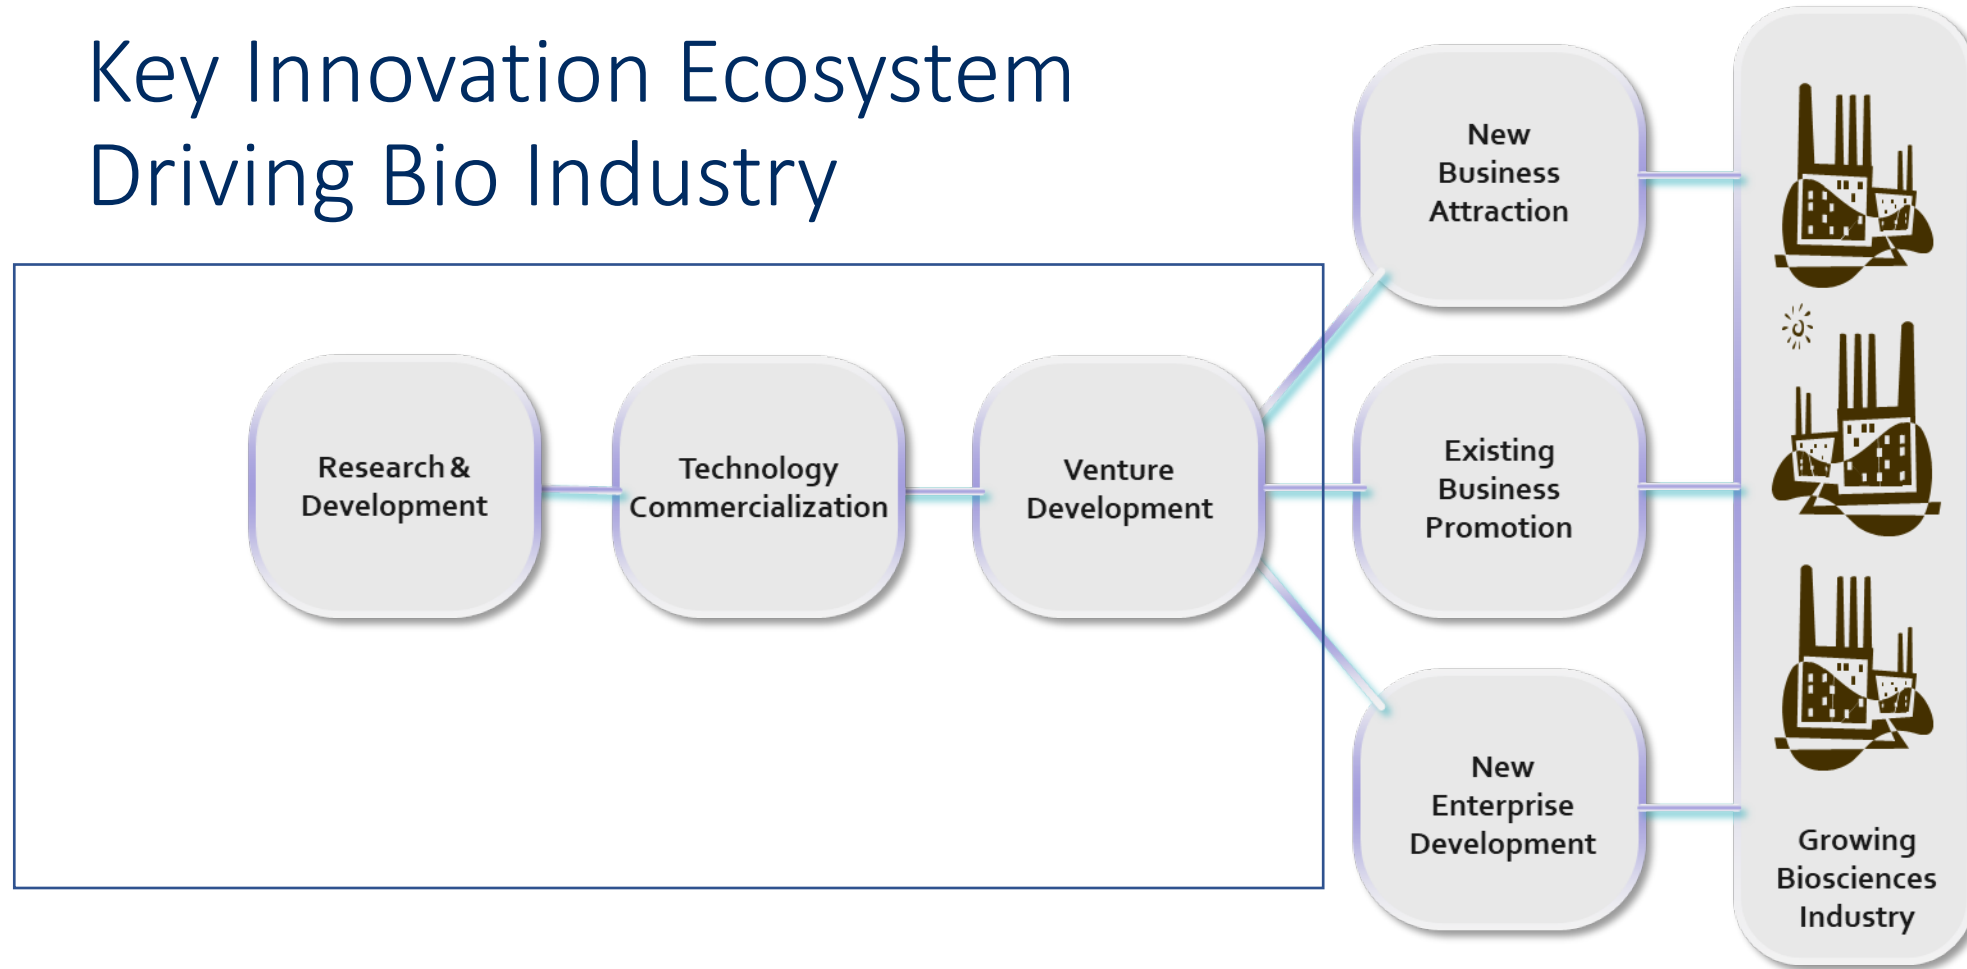 Key Innovation Ecosystem
Driving Bio Industry
Research &
Development
Technology
Commercialization
Venture
Development
New
Business
Attraction
Existing
Business
Promotion
New
Enterprise
Development
Growing
Biosciences
Industry